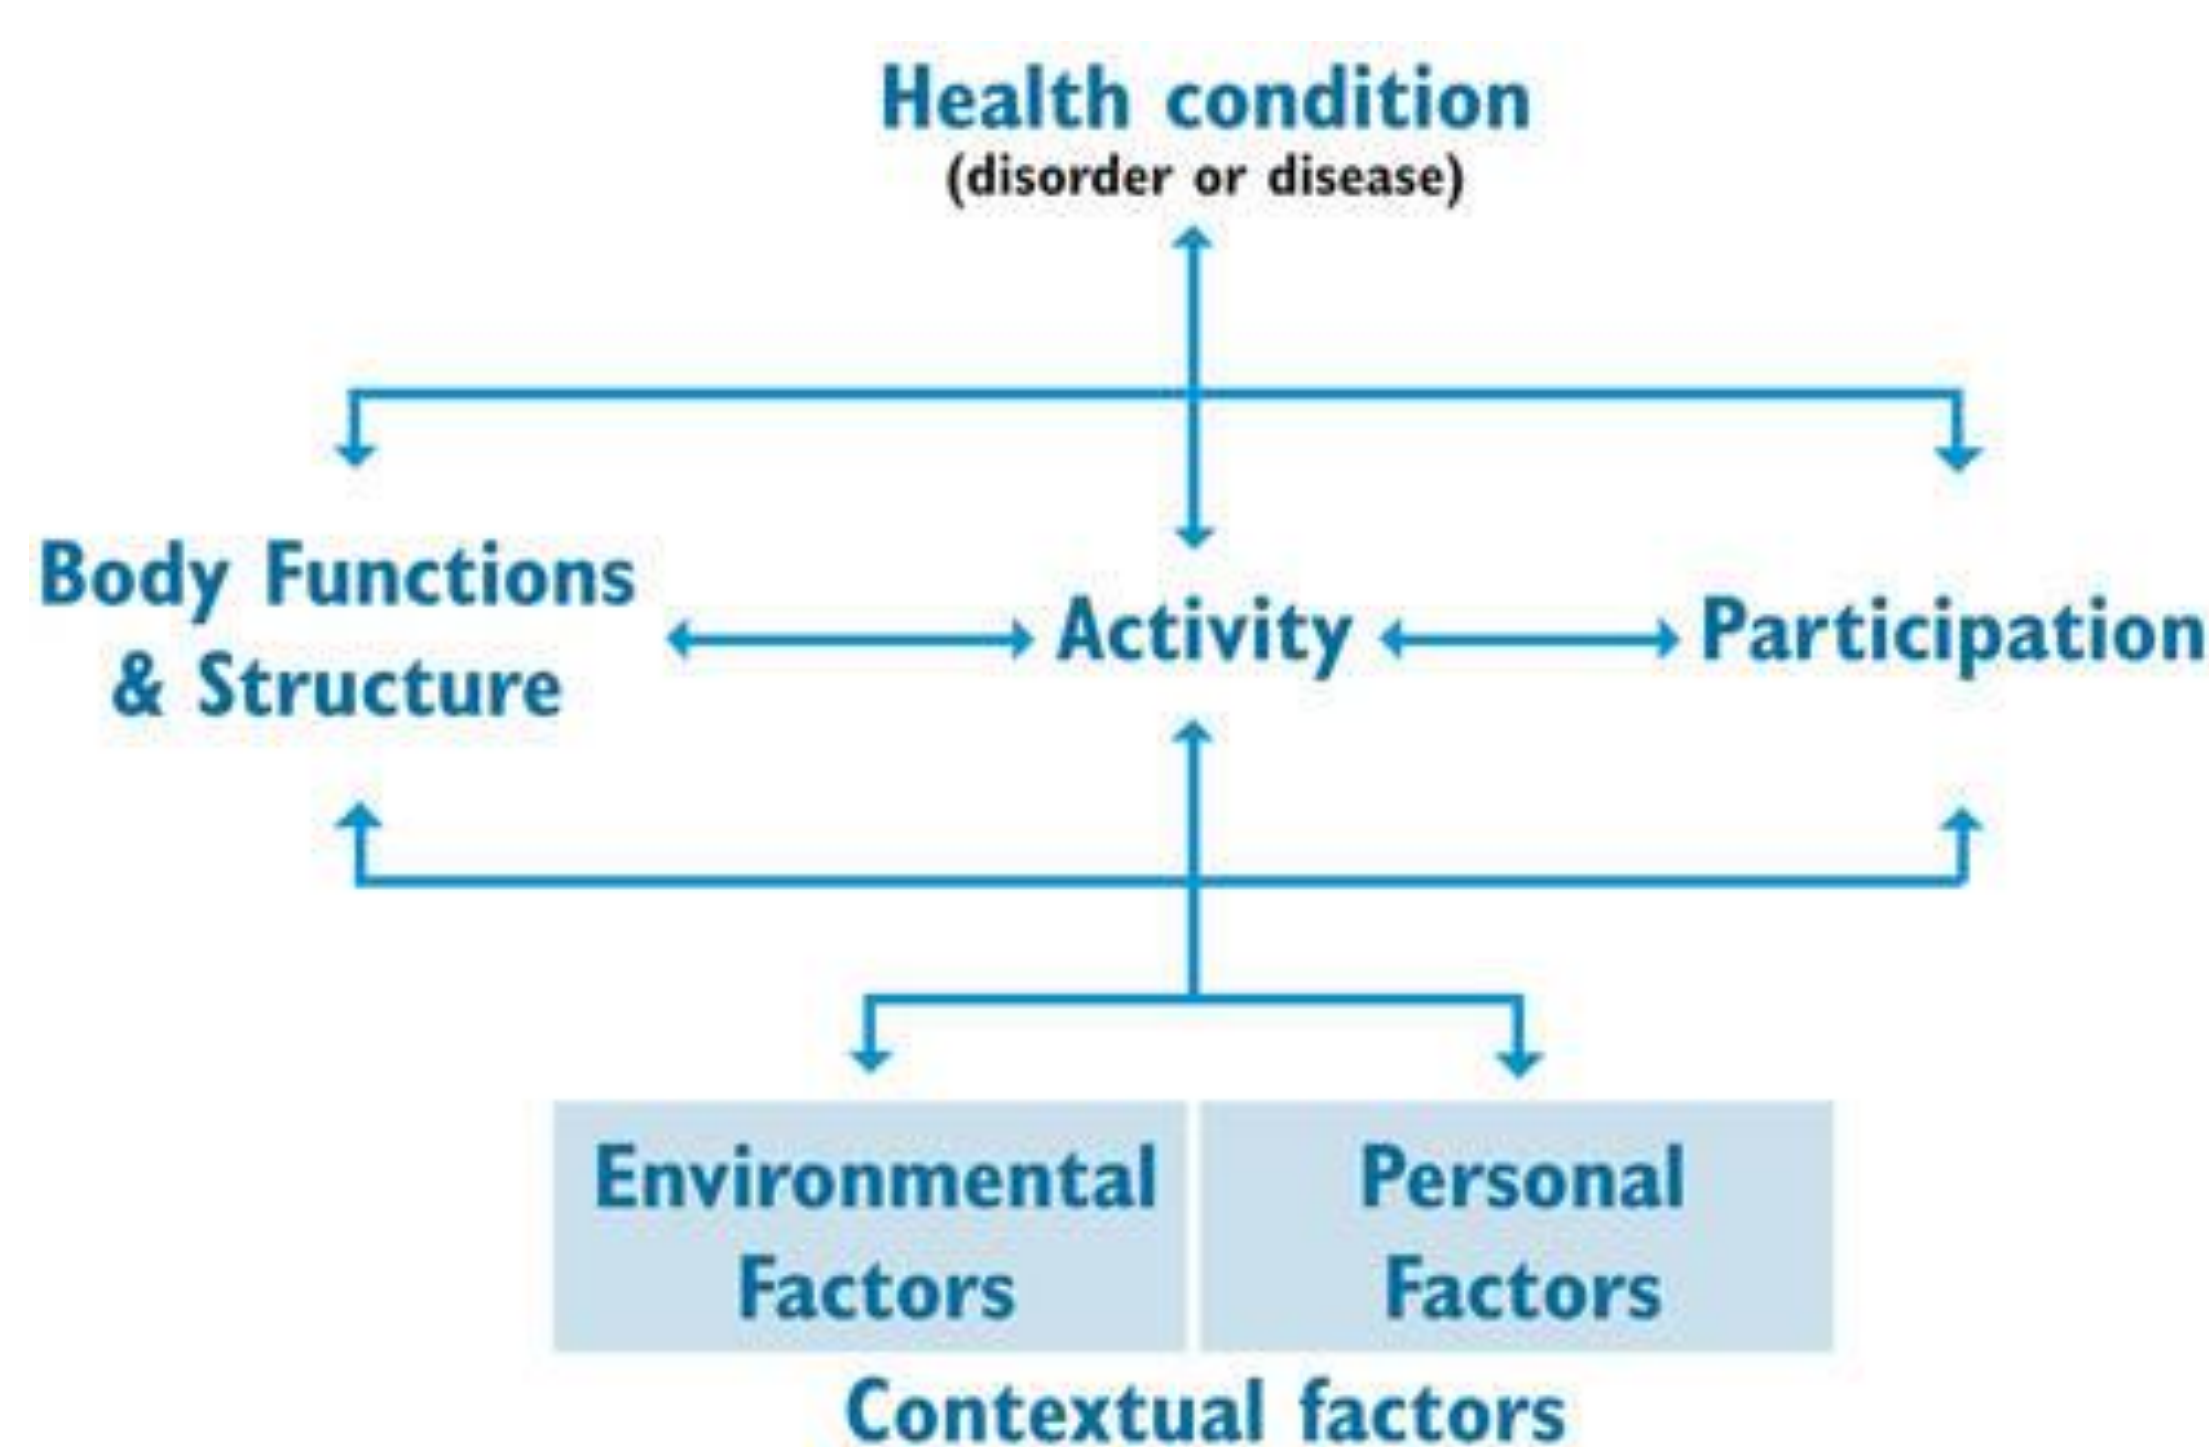 Health condition
(disorder or disease)
Body Functions
& Structure
Activity
Participation
Environmental
Factors
Personal
Factors
Contextual factors